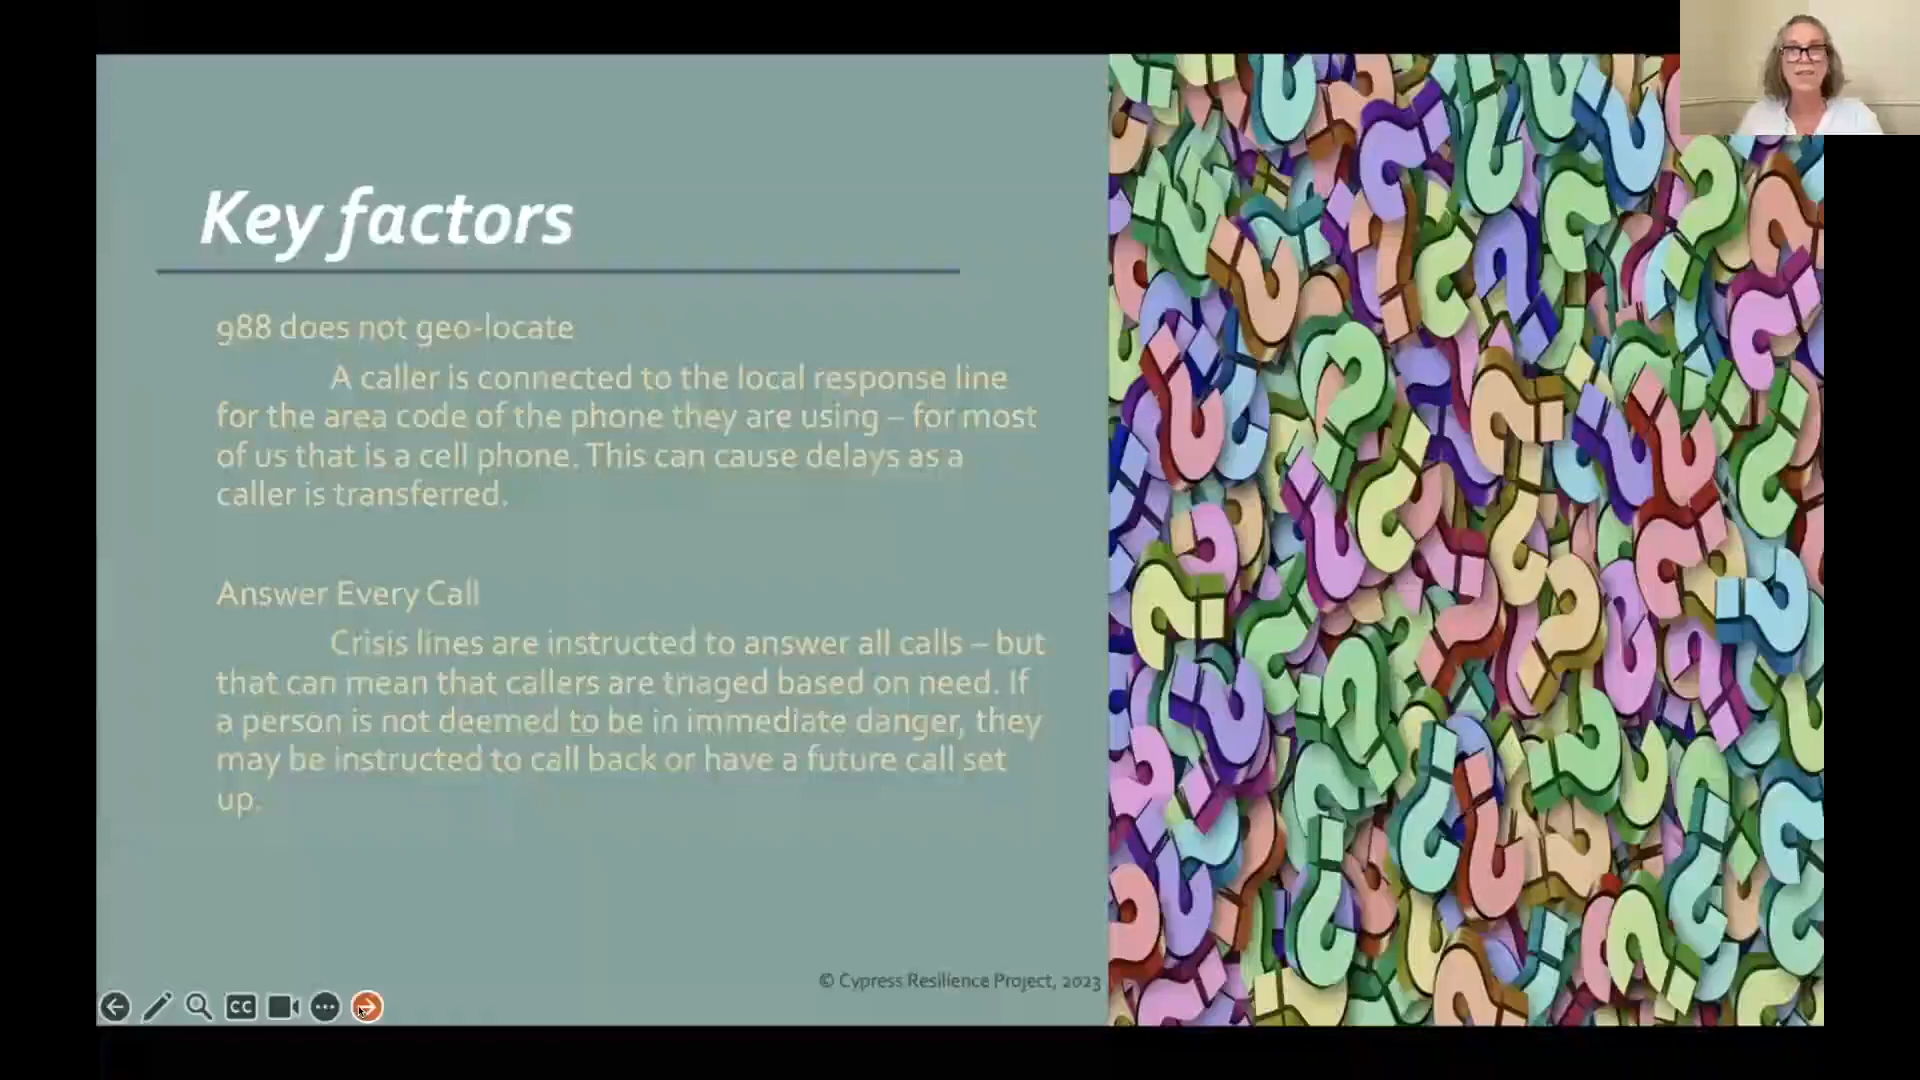 Key factors
988 does not geo-locate
A caller is connected to the local response line
for the area code of the phone they are using – for most
of us that is a cell phone. This can cause delays as a
caller is transferred.
Answer Every Call
Crisis lines are instructed to answer all calls – but
that can mean that callers are triaged based on need. If
a person is not deemed to be in immediate danger, they
may be instructed to call back or have a future call set
up.
© Cypress Resilience Project, 2023
CC